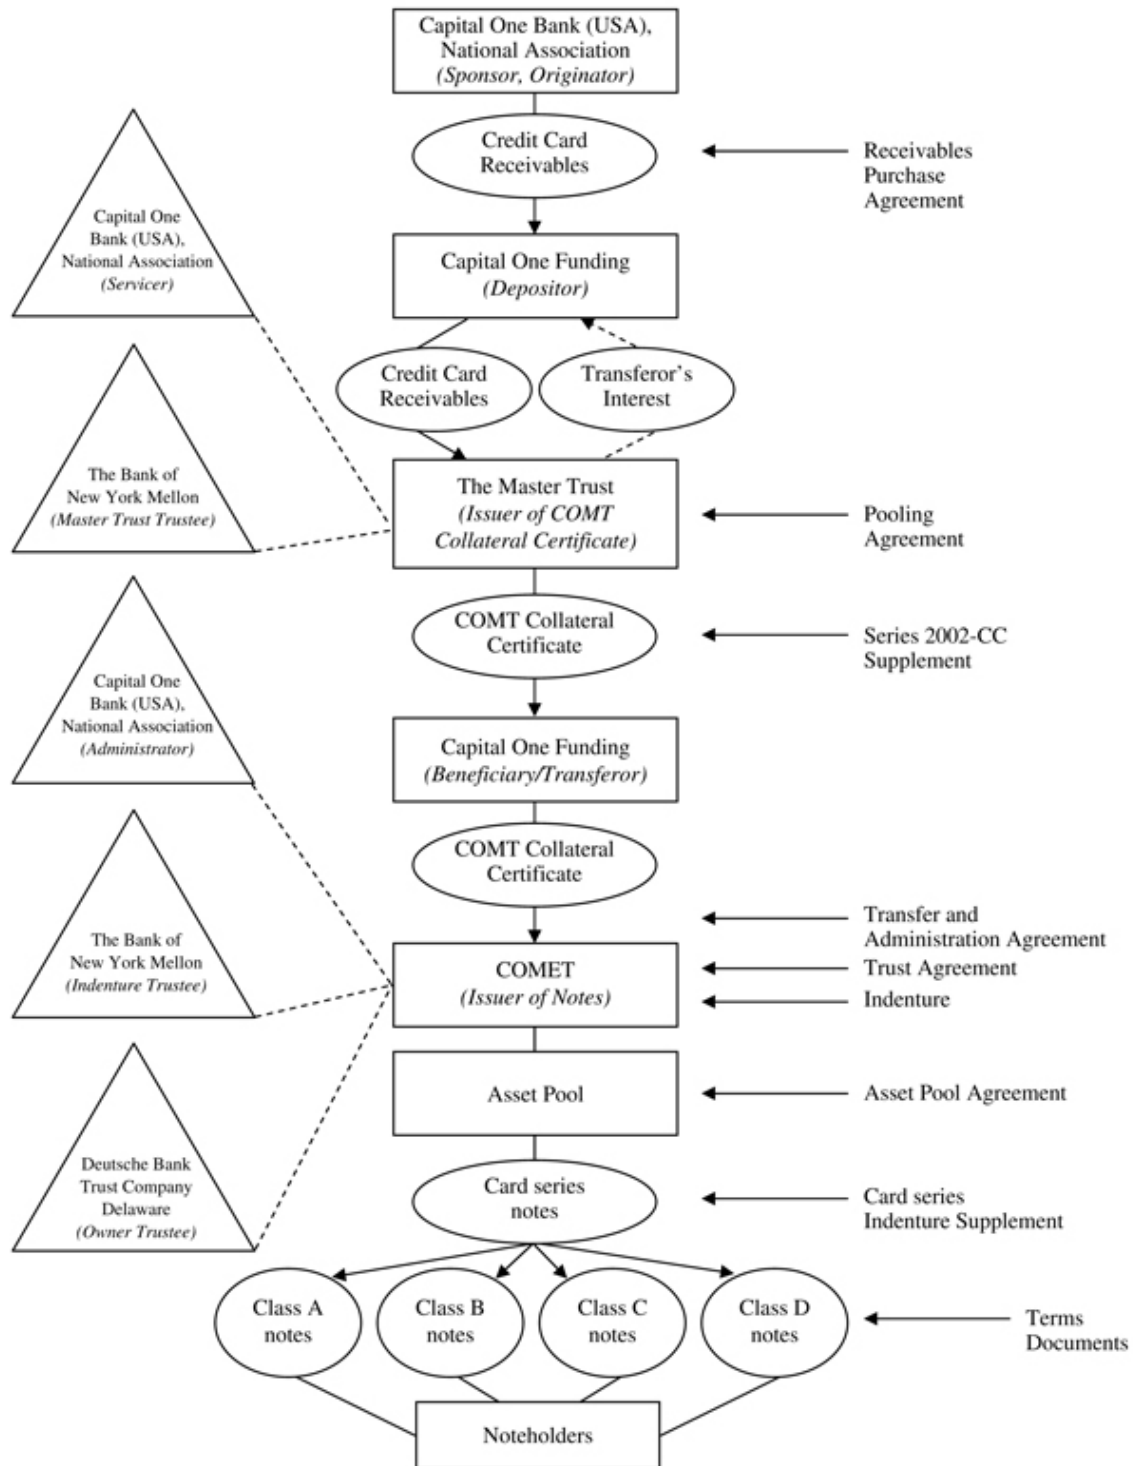 Capital One Bank (USA),
National Association
(Sponsor, Originator)
Credit Card
Receivables
Receivables
Purchase
Agreement
Capital One
Bank (USA),
National Association
(Servicer)
Capital One Funding
(Depositor)
Credit Card
Receivables
Transferor's
Interest
The Bank of
New York Mellon
(Master Trust Trustee)
The Master Trust
(Issuer of COMT
Collateral Certificate)
Pooling
Agreement
COMT Collateral
Certificate
Series 2002-CC
Supplement
Capital One
Bank (USA),
National Association
(Administrator)
Capital One Funding
(Beneficiary/Transferor)
COMT Collateral
Certificate
Transfer and
Administration Agreement
The Bank of
New York Mellon
(Indenture Trustee)
COMET
(Issuer of Notes)
Trust Agreement
Indenture
Asset Pool
Asset Pool Agreement
Deutsche Bank
Trust Company
Delaware
(Owner Trustee)
Card series
notes
Card series
Indenture Supplement
Class A
notes
Class B
notes
Class C
notes
Class D
notes
Terms
Documents
Noteholders